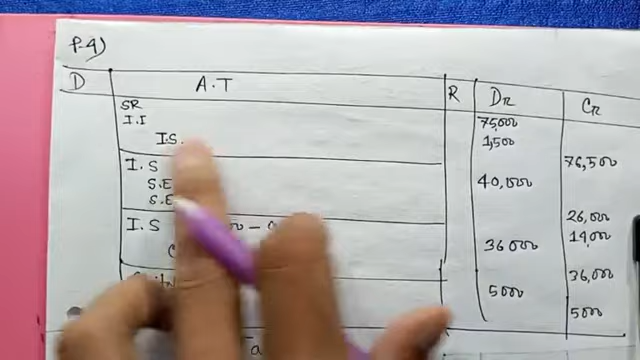 P-4)
D A.T R Dr Cr
SR 75,000
I.I 1,500
I.S. 76,500
I.S 40,000
S.E 26,000
S.E 14,000
I.S 36000
36,000
5000
5000